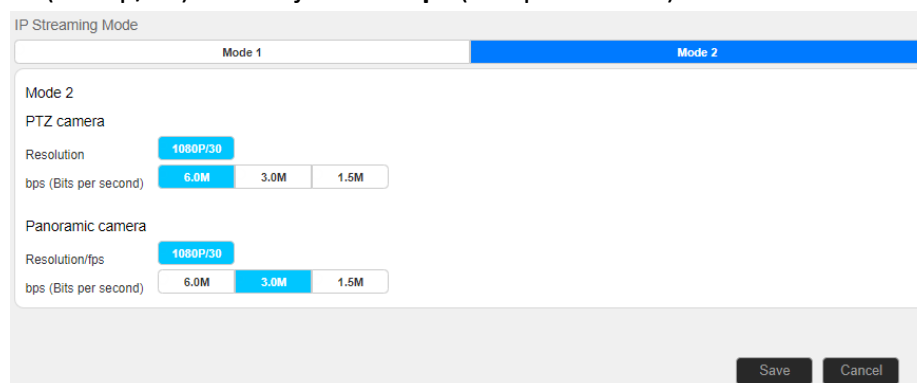 IP Streaming Mode
Mode 1 Mode 2
Mode 2
PTZ camera
Resolution 1080P/30
bps (Bits per second) 6.0M 3.0M 1.5M
Panoramic camera
Resolution/fps 1080P/30
bps (Bits per second) 6.0M 3.0M 1.5M
Save Cancel